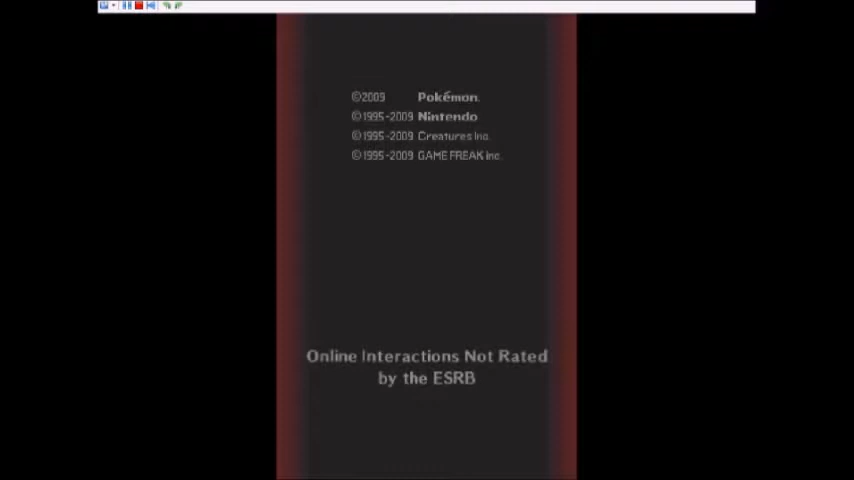 ©2009 Pokémon.
©1995-2009 Nintendo
©1995-2009 Creatures Inc.
©1995-2009 GAME FREAK inc.
Online Interactions Not Rated
by the ESRB